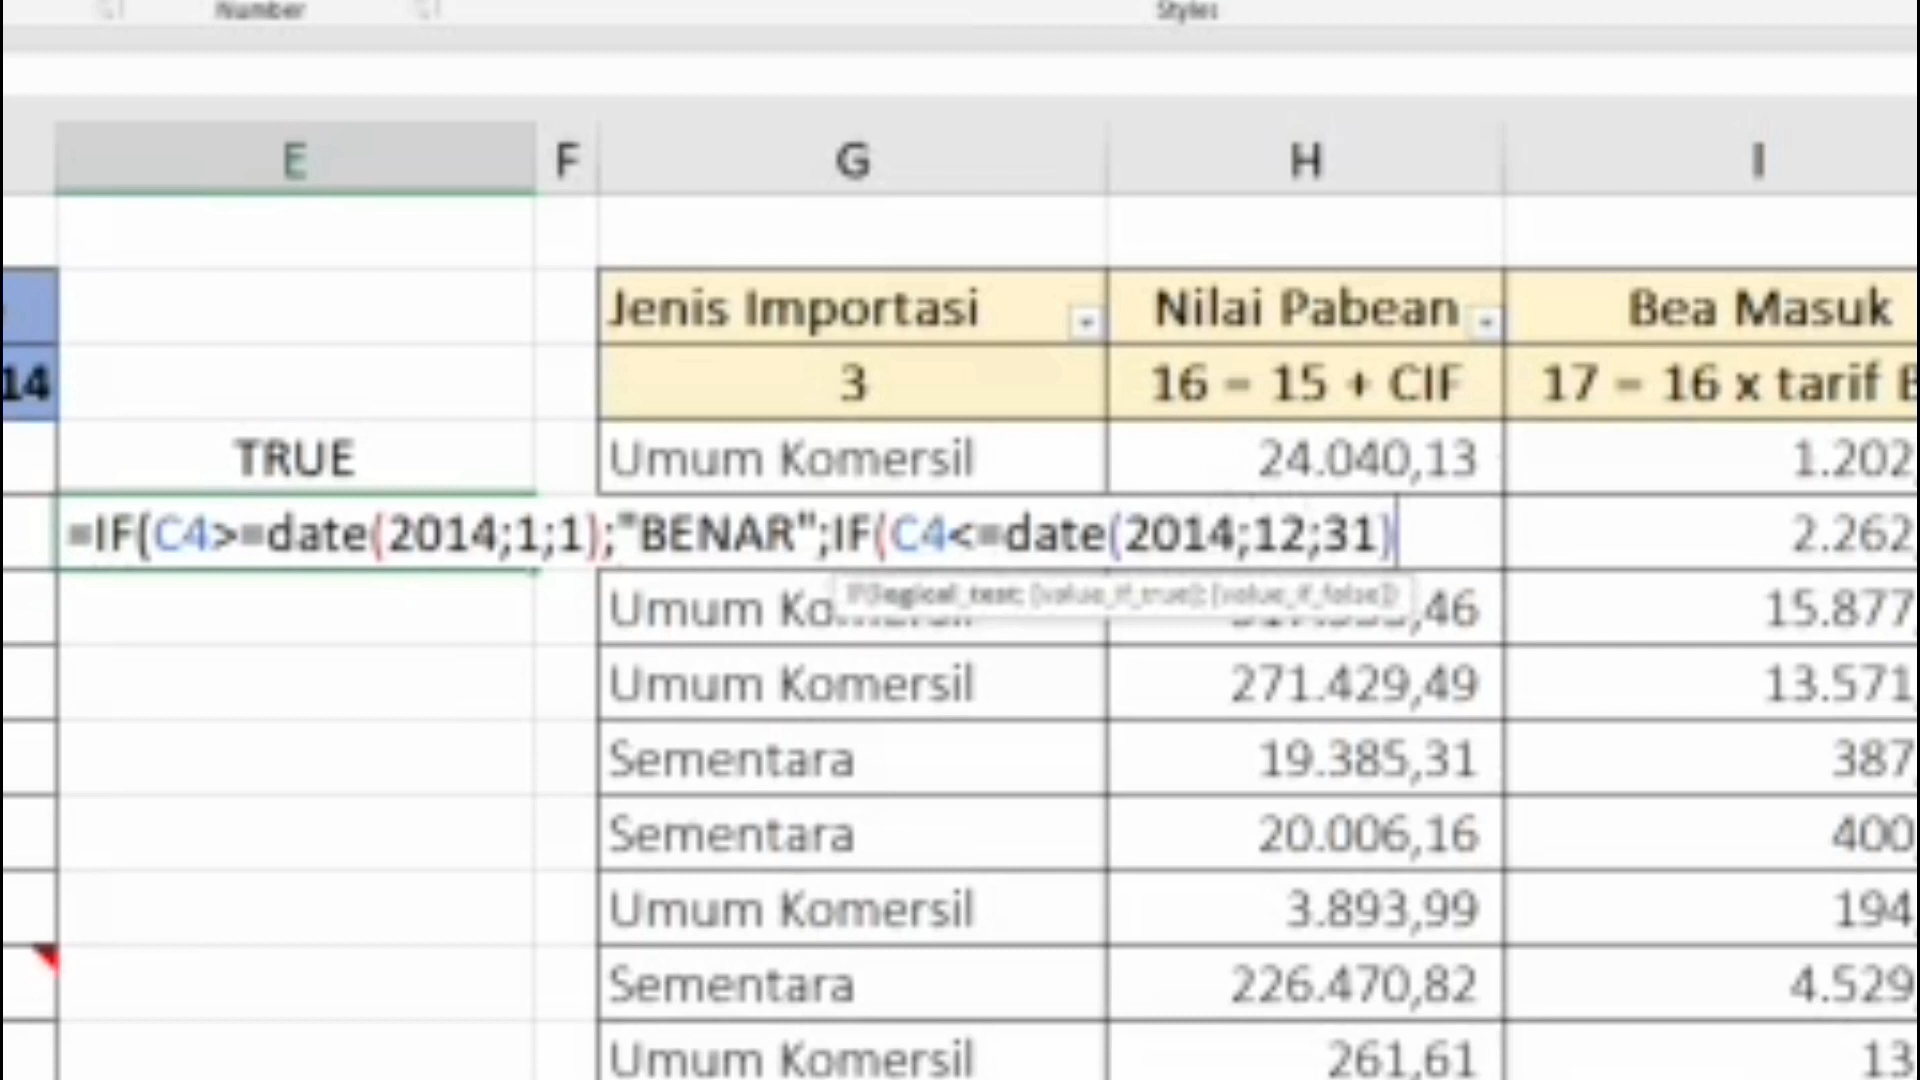 Number Styles
E F G H I
Jenis Importasi Nilai Pabean Bea Masuk
14 3 16 = 15 + CIF 17 = 16 x tarif B
TRUE Umum Komersil 24.040,13 1.202
=IF(C4>=date(2014;1;1);"BENAR";IF(C4<=date(2014;12;31) 2.262
IF(logical_test; [value_if_true]; [value_if_false])
Umum Ko ,46 15.877
Umum Komersil 271.429,49 13.571
Sementara 19.385,31 387
Sementara 20.006,16 400
Umum Komersil 3.893,99 194
Sementara 226.470,82 4.529
Umum Komersil 261,61 13